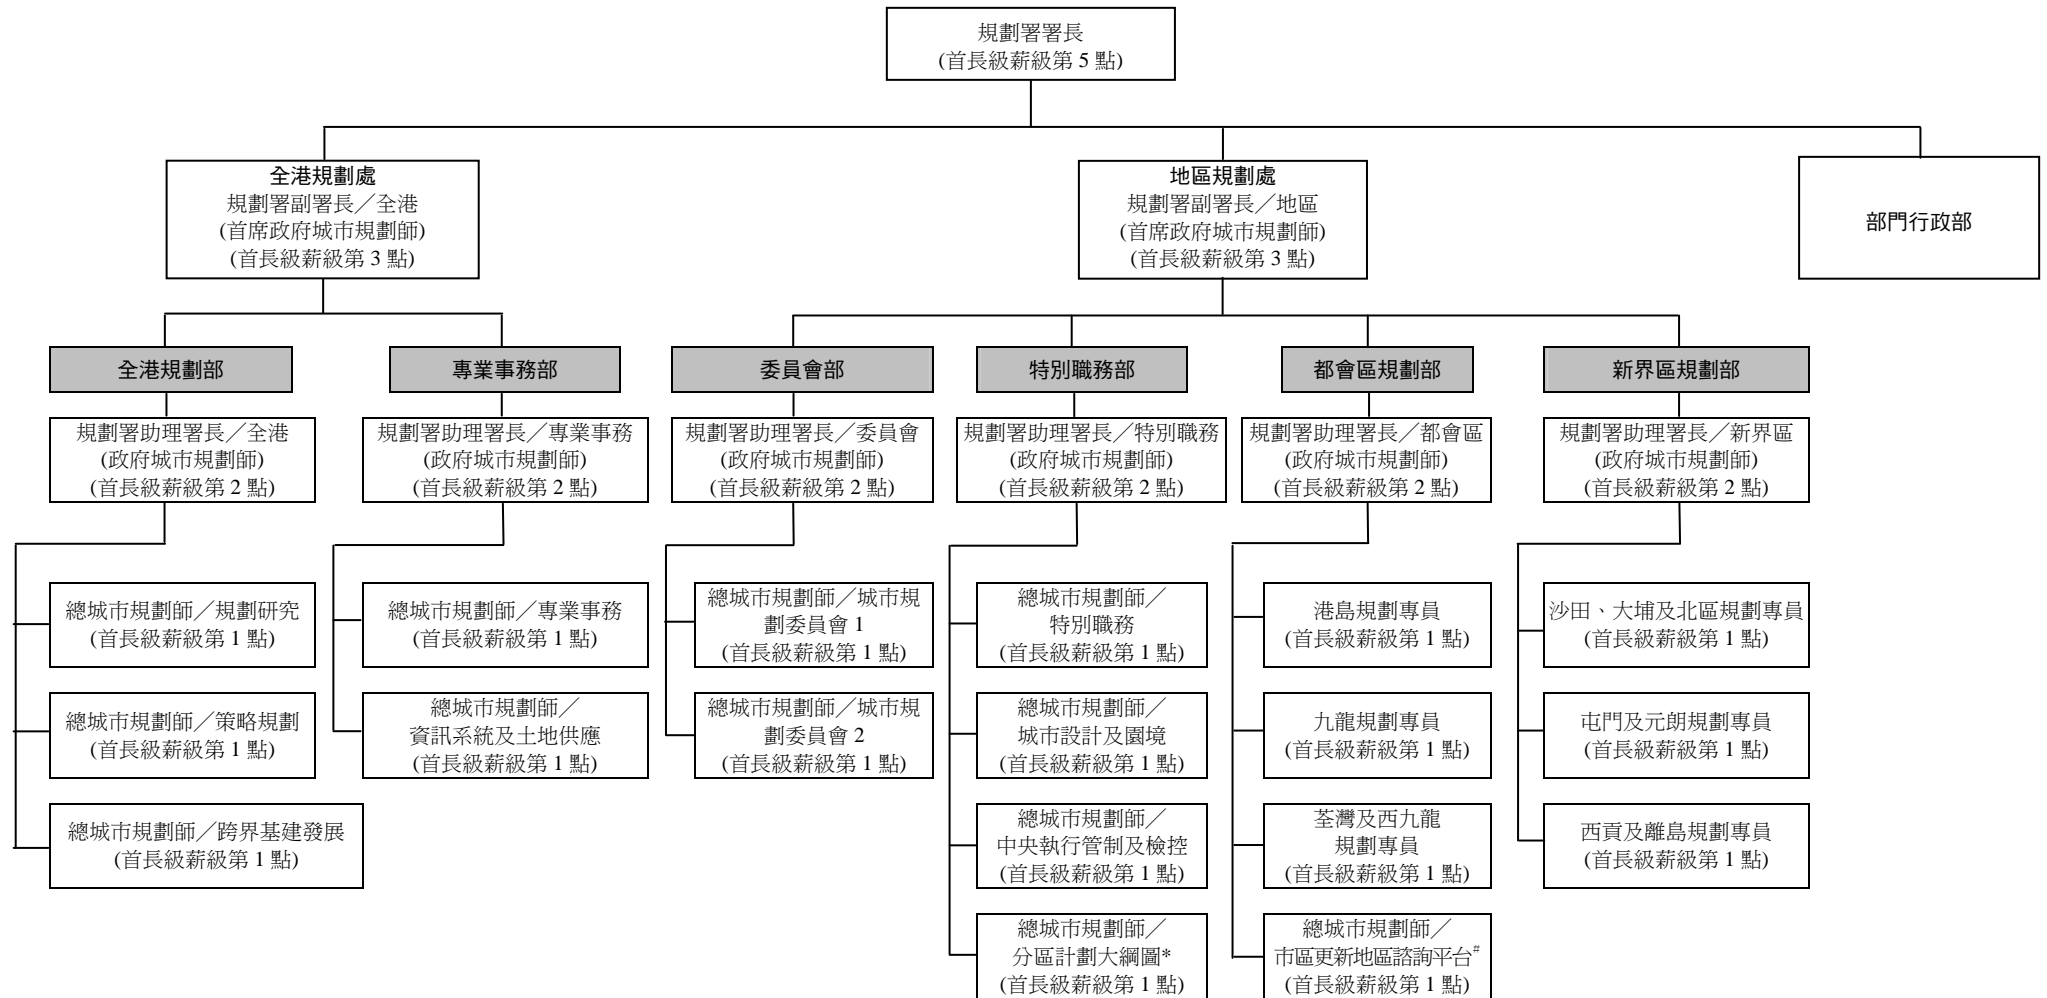 規劃署署長
(首長級薪級第 5 點)
全港規劃處
規劃署副署長／全港
(首席政府城市規劃師)
(首長級薪級第 3 點)
地區規劃處
規劃署副署長／地區
(首席政府城市規劃師)
(首長級薪級第 3 點)
部門行政部
全港規劃部
專業事務部
委員會部
特別職務部
都會區規劃部
新界區規劃部
規劃署助理署長／全港
(政府城市規劃師)
(首長級薪級第 2 點)
規劃署助理署長／專業事務
(政府城市規劃師)
(首長級薪級第 2 點)
規劃署助理署長／委員會
(政府城市規劃師)
(首長級薪級第 2 點)
規劃署助理署長／特別職務
(政府城市規劃師)
(首長級薪級第 2 點)
規劃署助理署長／都會區
(政府城市規劃師)
(首長級薪級第 2 點)
規劃署助理署長／新界區
(政府城市規劃師)
(首長級薪級第 2 點)
總城市規劃師／規劃研究
(首長級薪級第 1 點)
總城市規劃師／策略規劃
(首長級薪級第 1 點)
總城市規劃師／跨界基建發展
(首長級薪級第 1 點)
總城市規劃師／專業事務
(首長級薪級第 1 點)
總城市規劃師／
資訊系統及土地供應
(首長級薪級第 1 點)
總城市規劃師／城市規
劃委員會 1
(首長級薪級第 1 點)
總城市規劃師／城市規
劃委員會 2
(首長級薪級第 1 點)
總城市規劃師／
特別職務
(首長級薪級第 1 點)
總城市規劃師／
城市設計及園境
(首長級薪級第 1 點)
總城市規劃師／
中央執行管制及檢控
(首長級薪級第 1 點)
總城市規劃師／
分區計劃大綱圖*
(首長級薪級第 1 點)
港島規劃專員
(首長級薪級第 1 點)
九龍規劃專員
(首長級薪級第 1 點)
荃灣及西九龍
規劃專員
(首長級薪級第 1 點)
總城市規劃師／
市區更新地區諮詢平台#
(首長級薪級第 1 點)
沙田、大埔及北區規劃專員
(首長級薪級第 1 點)
屯門及元朗規劃專員
(首長級薪級第 1 點)
西貢及離島規劃專員
(首長級薪級第 1 點)